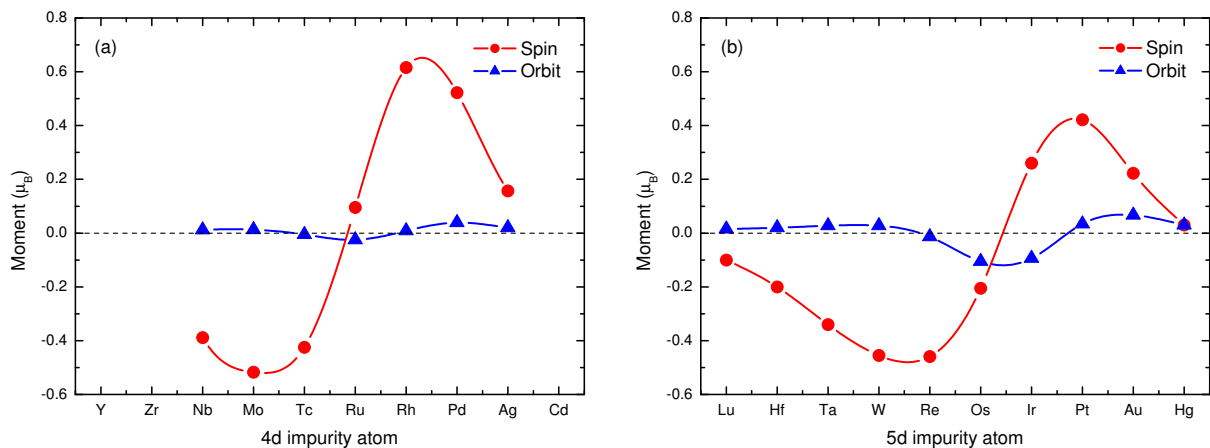 (a)
Spin
Orbit
Moment (μB)
0.8
0.6
0.4
0.2
0.0
-0.2
-0.4
-0.6
Y Zr Nb Mo Tc Ru Rh Pd Ag Cd
4d impurity atom
(b)
Spin
Orbit
Moment (μB)
0.8
0.6
0.4
0.2
0.0
-0.2
-0.4
-0.6
Lu Hf Ta W Re Os Ir Pt Au Hg
5d impurity atom